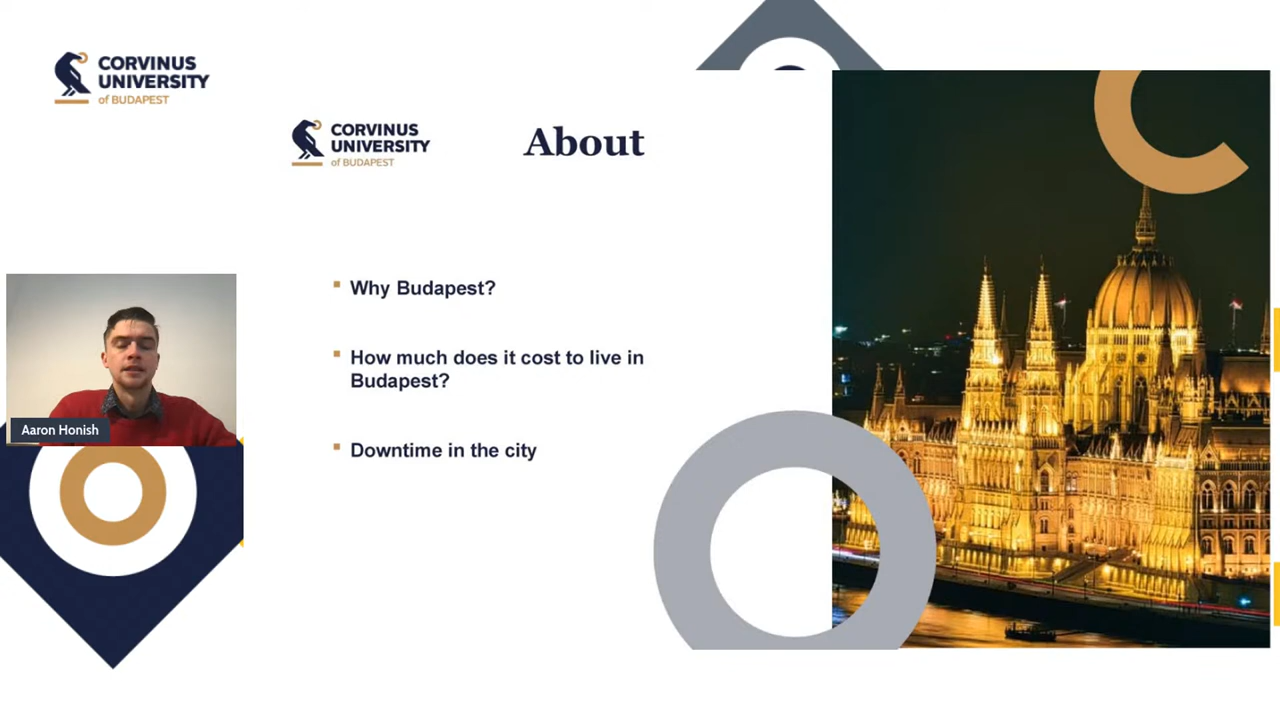 CORVINUS
UNIVERSITY
of BUDAPEST
CORVINUS
UNIVERSITY
of BUDAPEST
About
Why Budapest?
How much does it cost to live in
Budapest?
Downtime in the city
Aaron Honish